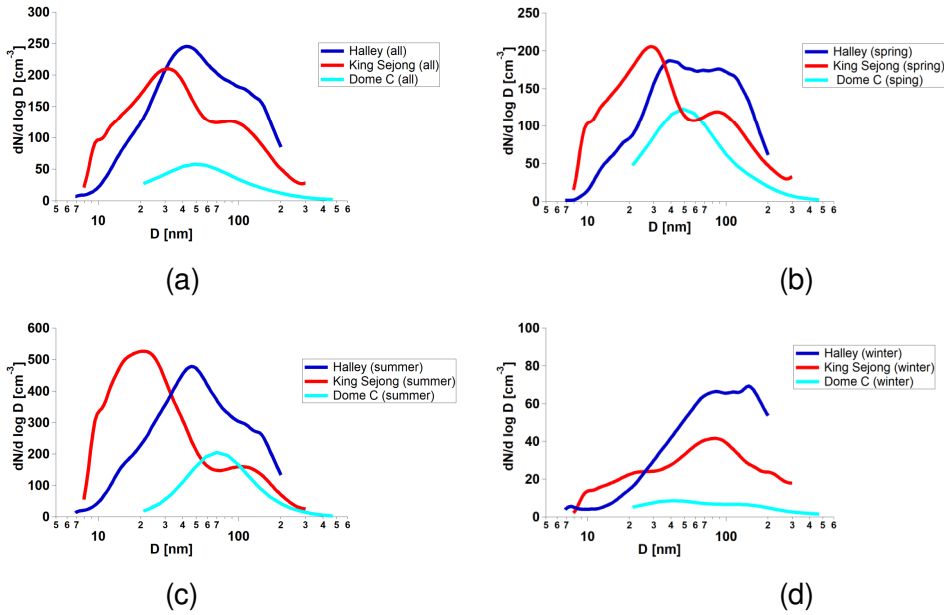 (a)
dN/d log D [cm-3]
300
250
200
150
100
50
0
Halley (all)
King Sejong (all)
Dome C (all)
5 6 7 10 2 3 4 5 6 7 100 2 3 4 5 6
D [nm]
(a)
(b)
dN/d log D [cm-3]
250
200
150
100
50
0
Halley (spring)
King Sejong (spring)
Dome C (sping)
5 6 7 10 2 3 4 5 6 7 100 2 3 4 5 6
D [nm]
(b)
(c)
dN/d log D [cm-3]
600
500
400
300
200
100
0
Halley (summer)
King Sejong (summer)
Dome C (summer)
5 6 7 10 2 3 4 5 6 7 100 2 3 4 5 6
D [nm]
(c)
(d)
dN/d log D [cm-3]
100
80
60
40
20
0
Halley (winter)
King Sejong (winter)
Dome C (winter)
5 6 7 10 2 3 4 5 6 7 100 2 3 4 5 6
D [nm]
(d)